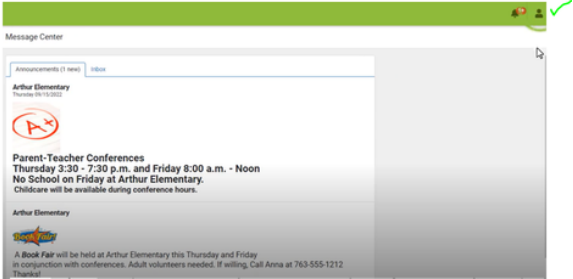 Message Center
Announcements (1 new) Inbox
Arthur Elementary
Thursday 09/15/2022
A+
Parent-Teacher Conferences
Thursday 3:30 - 7:30 p.m. and Friday 8:00 a.m. - Noon
No School on Friday at Arthur Elementary.
Childcare will be available during conference hours.
Arthur Elementary
Book Fair
A Book Fair will be held at Arthur Elementary this Thursday and Friday
in conjunction with conferences. Adult volunteers needed. If willing, Call Anna at 763-555-1212
Thanks!